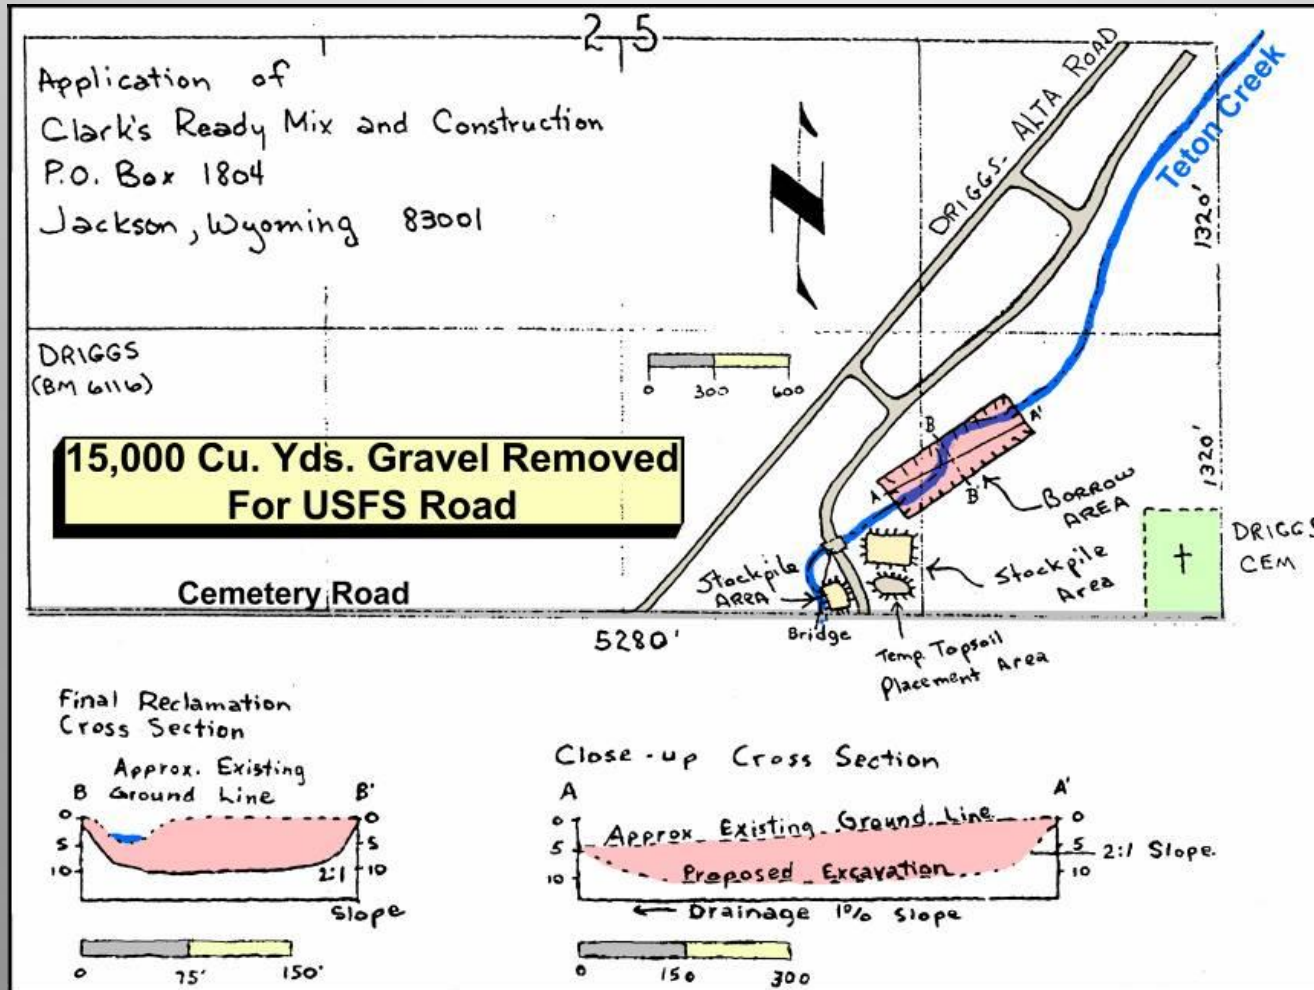 25
Application of
Clark's Ready Mix and Construction
P.O. Box 1804
Jackson, Wyoming 83001
DRIGGS-ALTA ROAD
Teton Creek
1320'
DRIGGS
(BM 6116)
0 300 600
15,000 Cu. Yds. Gravel Removed
For USFS Road
A
B
A'
B'
BORROW
AREA
1320'
DRIGGS
CEM
Stockpile
AREA
Stockpile
Area
Cemetery Road
5280'
Bridge
Temp. Topsoil
Placement Area
Final Reclamation
Cross Section
Approx. Existing
Ground Line
B B'
0 0
5 5
10 10
2:1
Slope
0 75' 150'
Close-up Cross Section
A A'
0 0
5 5
10 10
Approx. Existing Ground Line
Proposed Excavation
2:1 Slope.
← Drainage 1% Slope
0 150 300